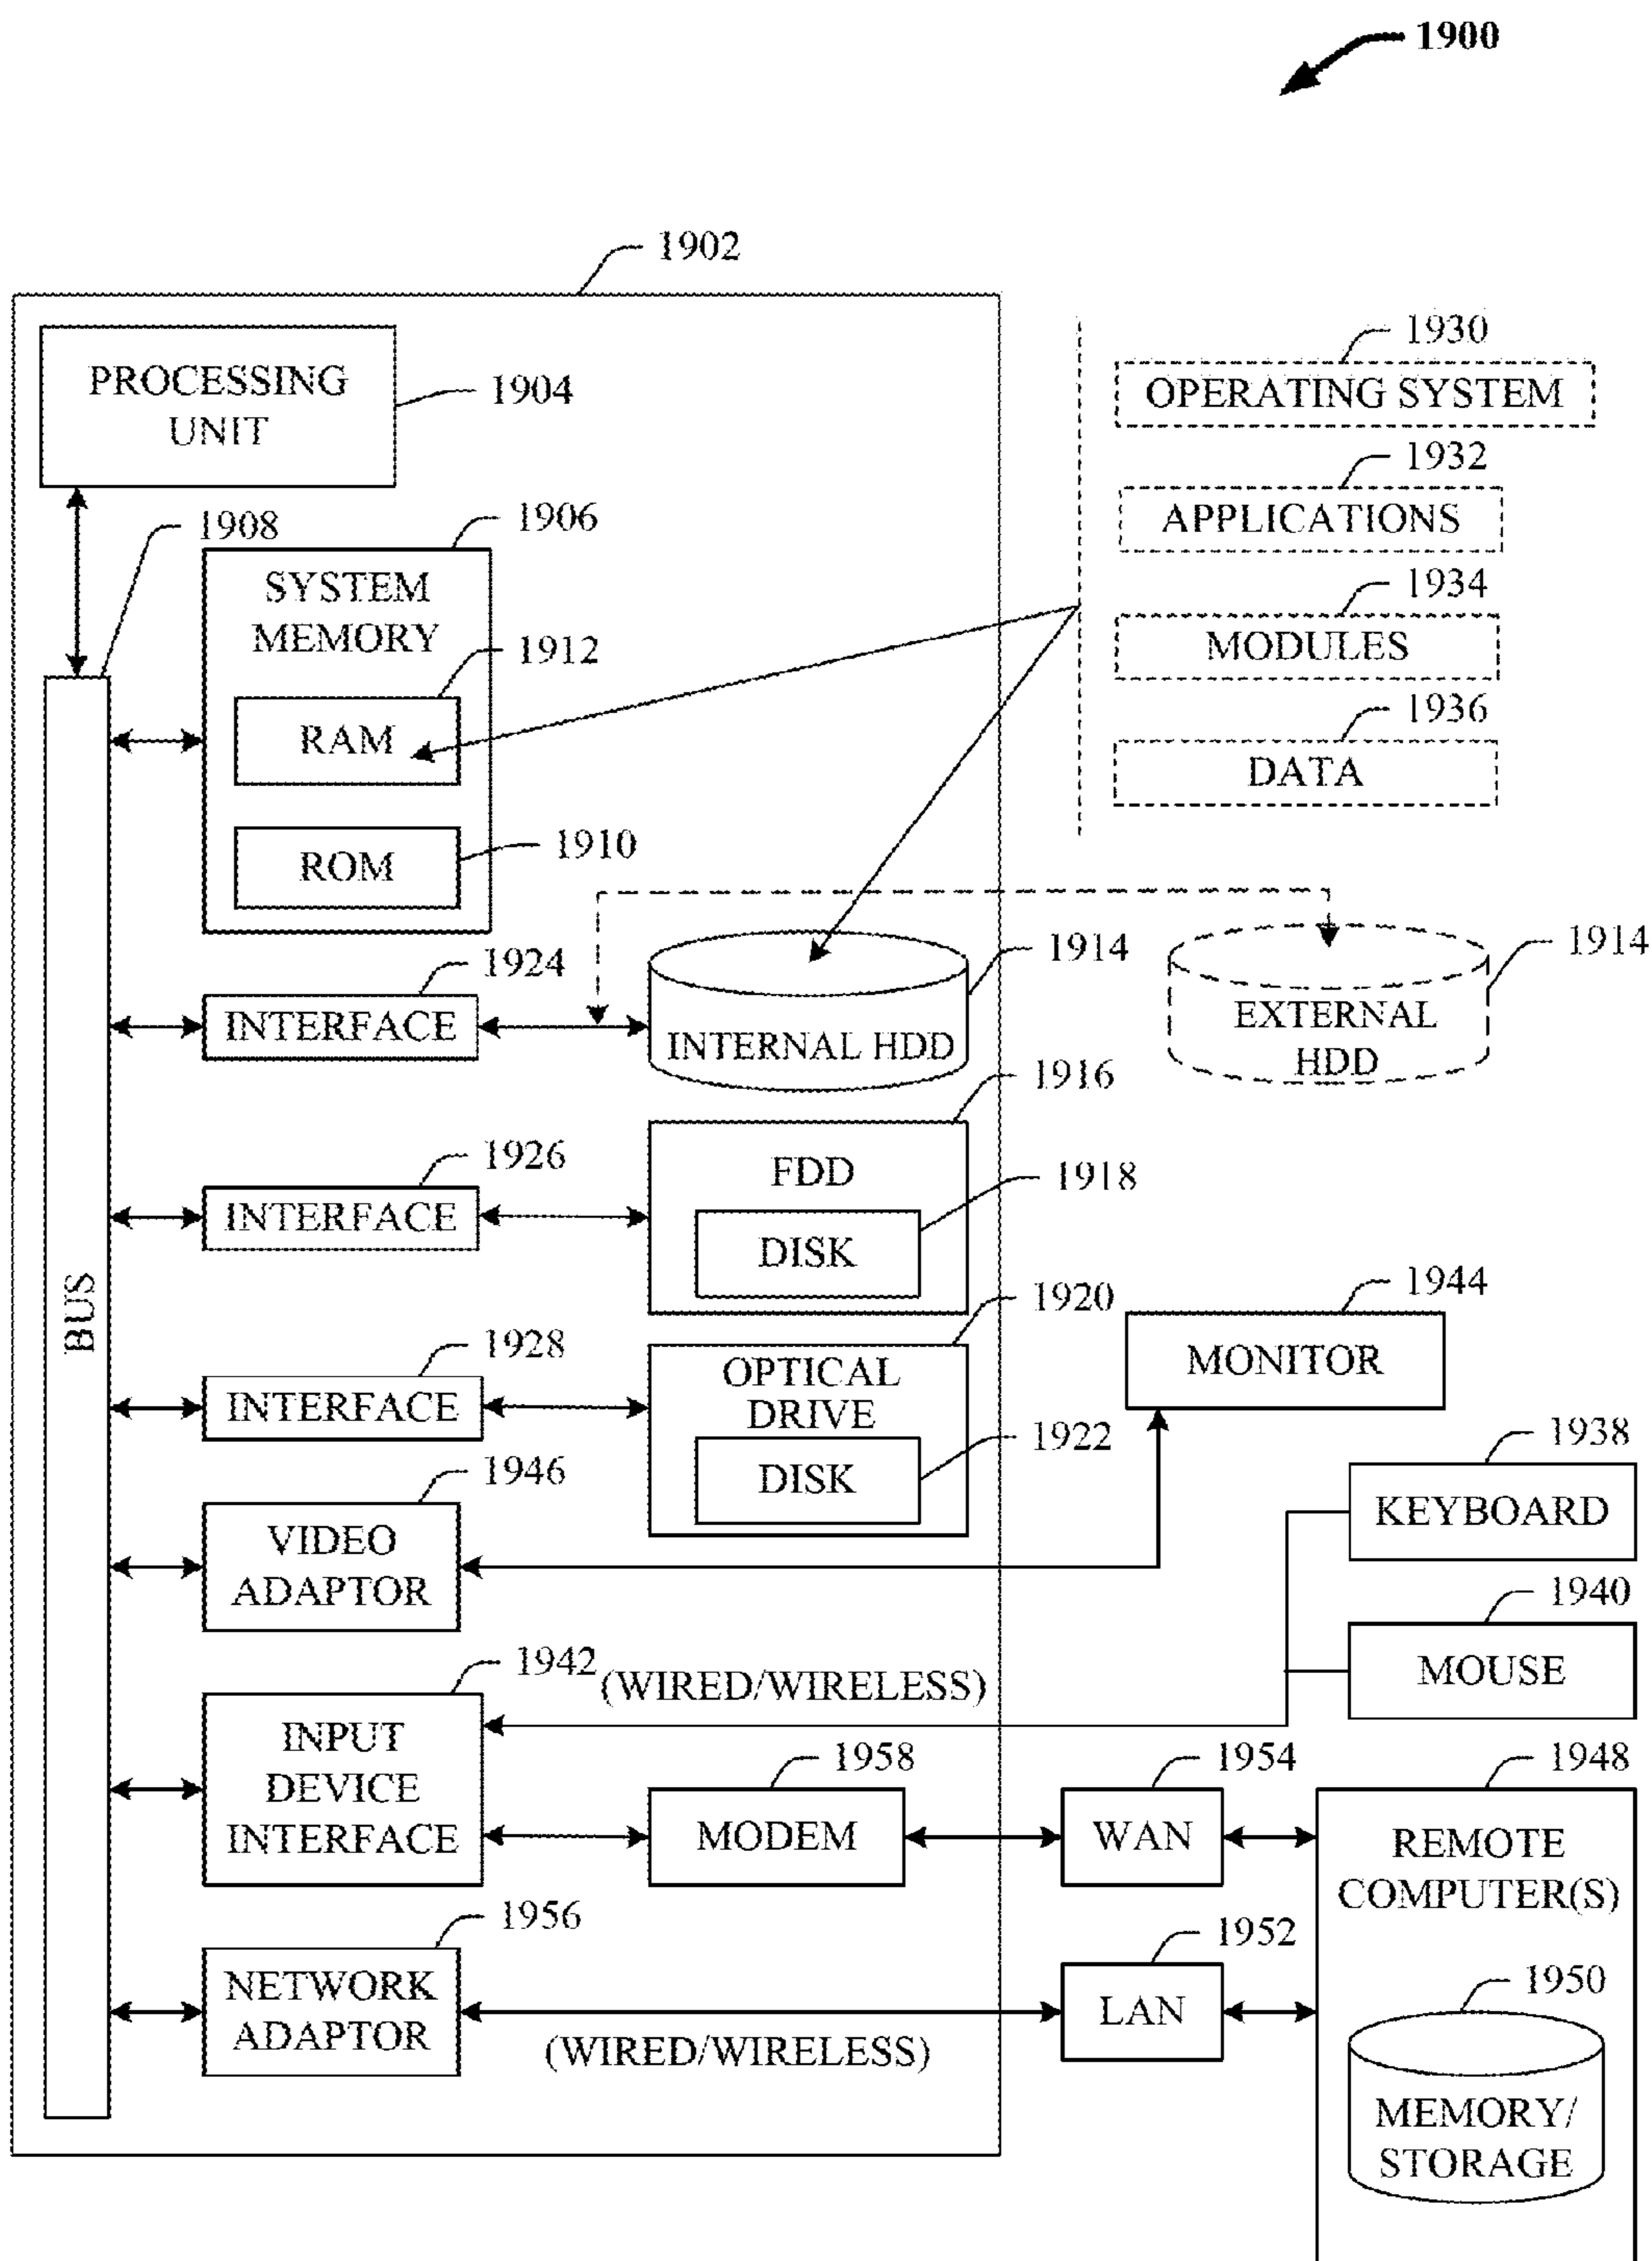 1900
1902
PROCESSING
UNIT
1904
1930
OPERATING SYSTEM
1932
APPLICATIONS
1934
MODULES
1936
DATA
1908
1906
SYSTEM
MEMORY
1912
RAM
1910
ROM
1924
INTERFACE
1914
INTERNAL HDD
1914
EXTERNAL
HDD
1916
FDD
1918
DISK
1926
INTERFACE
BUS
1920
OPTICAL
DRIVE
1922
DISK
1928
INTERFACE
1944
MONITOR
1946
VIDEO
ADAPTOR
1938
KEYBOARD
1940
MOUSE
1942
(WIRED/WIRELESS)
INPUT
DEVICE
INTERFACE
1958
MODEM
1954
WAN
1948
REMOTE
COMPUTER(S)
1956
NETWORK
ADAPTOR
(WIRED/WIRELESS)
1952
LAN
1950
MEMORY/
STORAGE